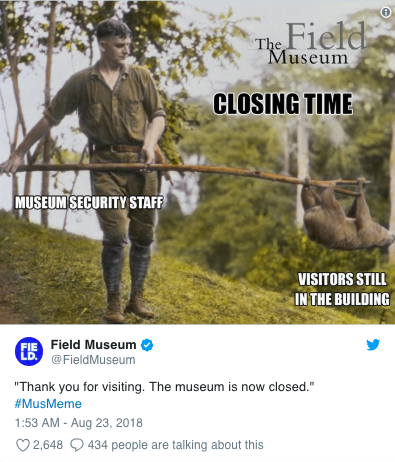 The Field
Museum
CLOSING TIME
MUSEUM SECURITY STAFF
VISITORS STILL
IN THE BUILDING
FIE
LD.
Field Museum
@FieldMuseum
"Thank you for visiting. The museum is now closed."
#MusMeme
1:53 AM - Aug 23, 2018
2,648 434 people are talking about this